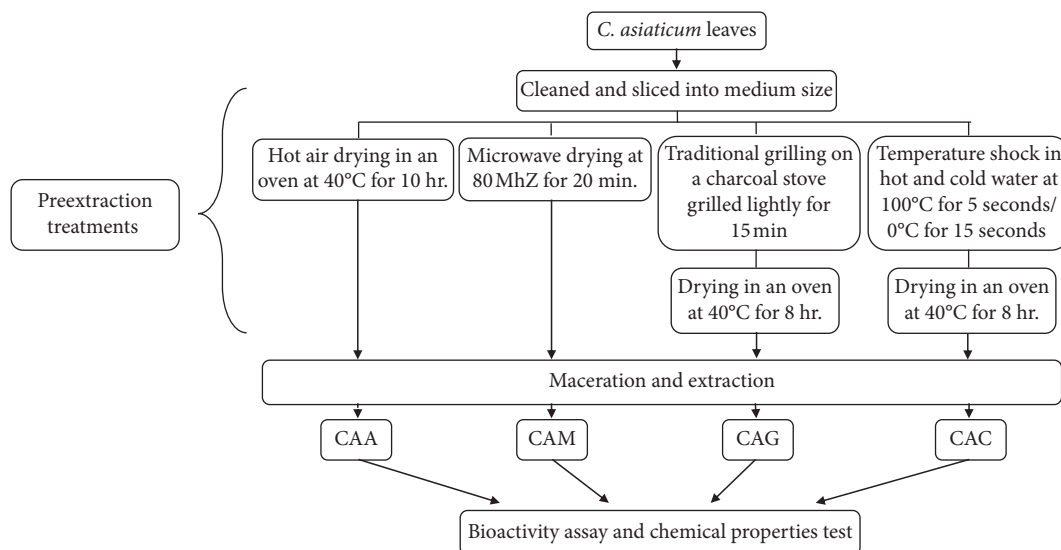 C. asiaticum leaves
Cleaned and sliced into medium size
Preextraction
treatments
Hot air drying in an
oven at 40°C for 10 hr.
Microwave drying at
80 MhZ for 20 min.
Traditional grilling on
a charcoal stove
grilled lightly for
15 min
Temperature shock in
hot and cold water at
100°C for 5 seconds/
0°C for 15 seconds
Drying in an oven
at 40°C for 8 hr.
Drying in an oven
at 40°C for 8 hr.
Maceration and extraction
CAA
CAM
CAG
CAC
Bioactivity assay and chemical properties test